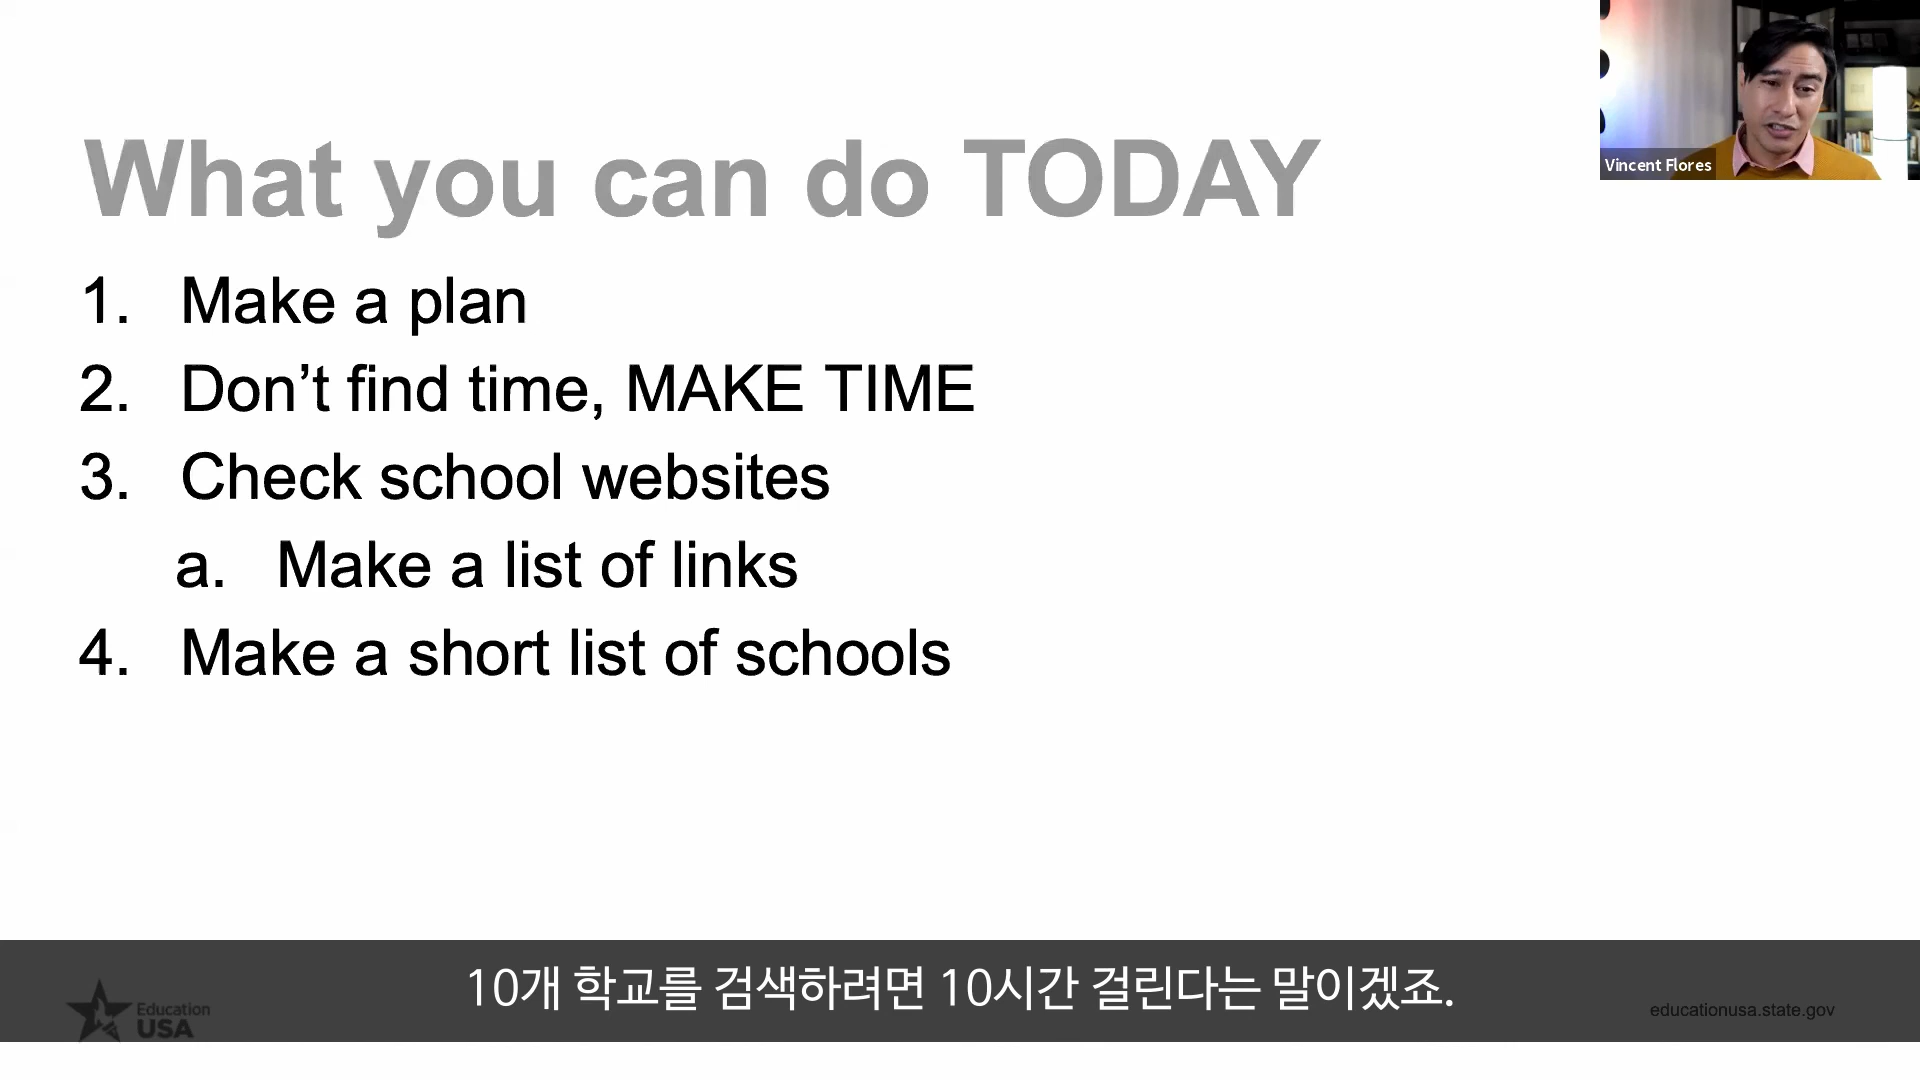 Vincent Flores
What you can do TODAY
1. Make a plan
2. Don’t find time, MAKE TIME
3. Check school websites
a. Make a list of links
4. Make a short list of schools
10개 학교를 검색하려면 10시간 걸린다는 말이겠죠.
Education
USA
educationusa.state.gov